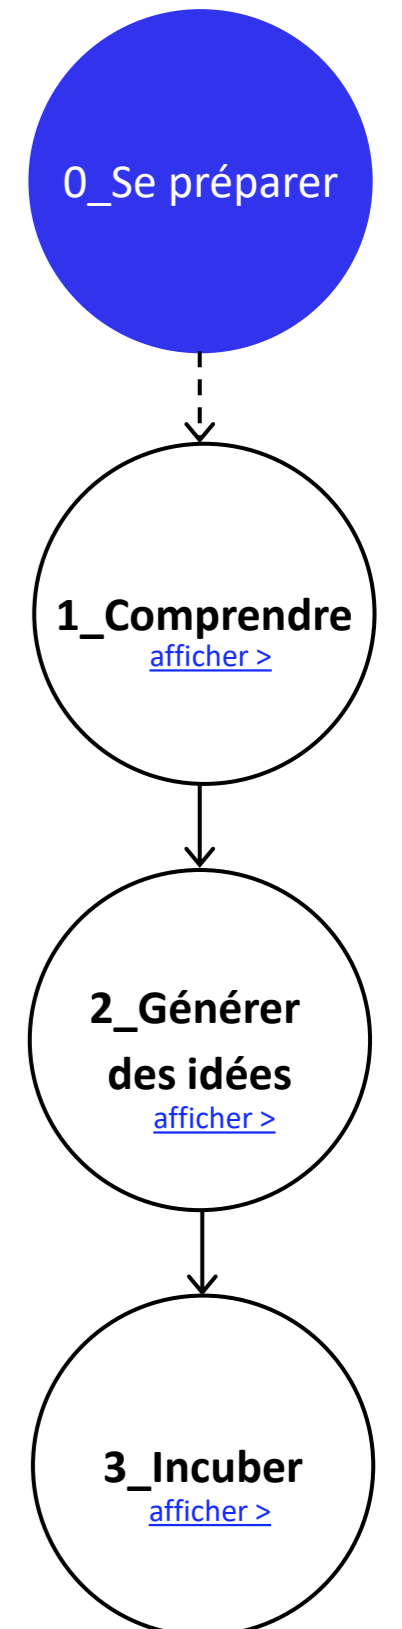 0_Se préparer
1_Comprendre
afficher >
2_Générer
des idées
afficher >
3_Incuber
afficher >